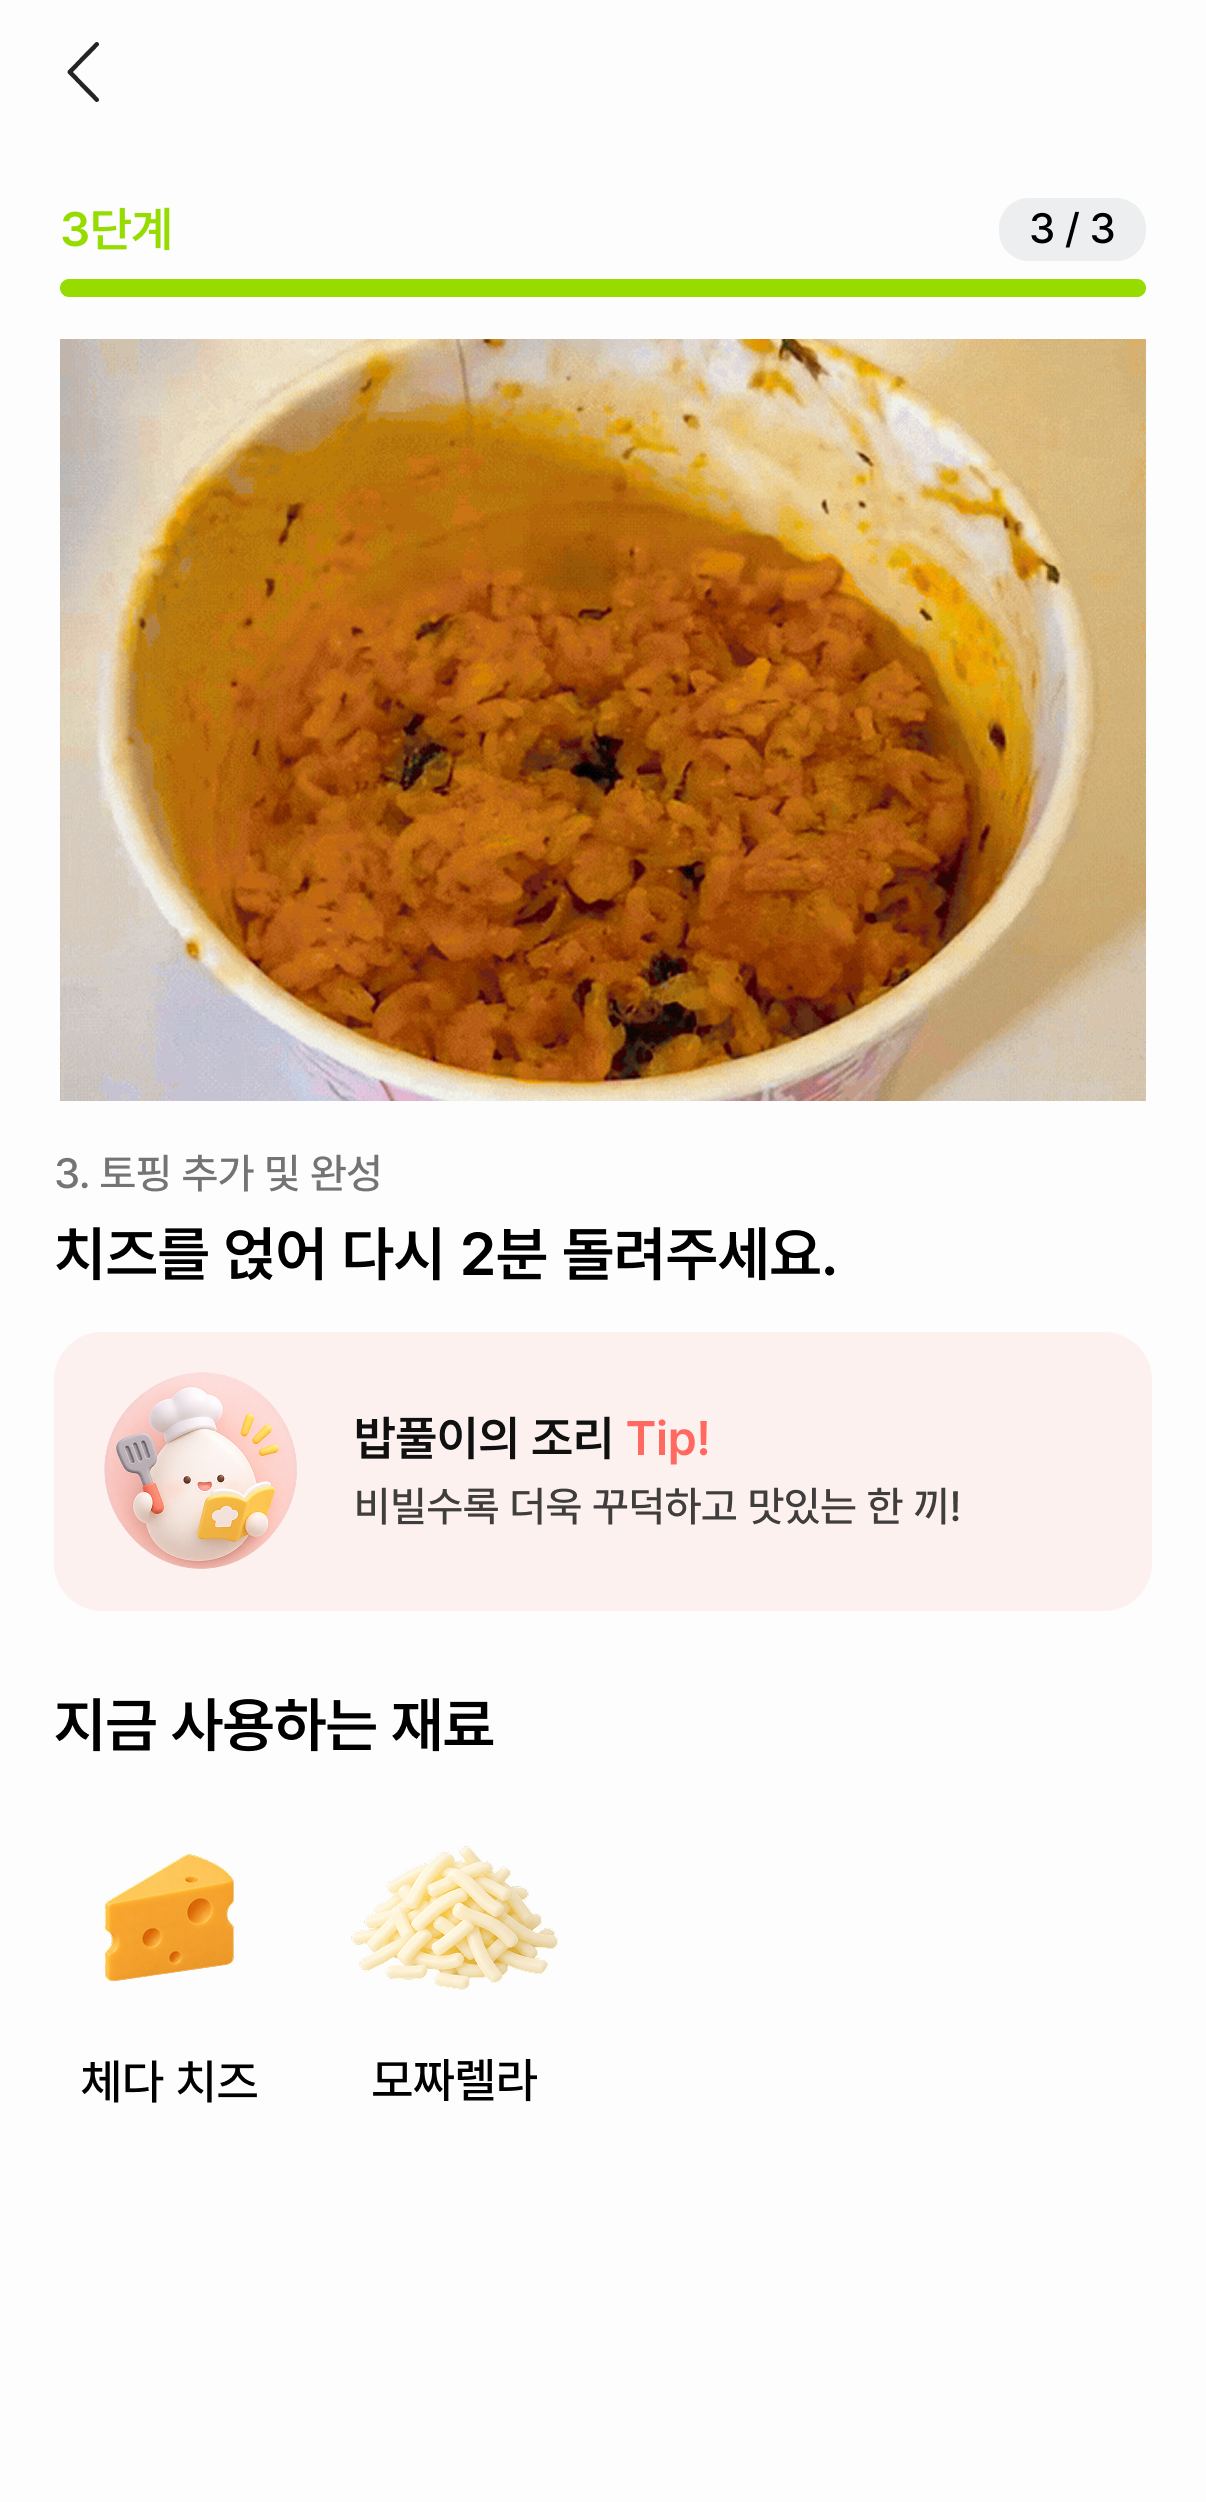 3단계
3 / 3
3. 토핑 추가 및 완성
치즈를 얹어 다시 2분 돌려주세요.
밥풀이의 조리 Tip!
비빌수록 더욱 꾸덕하고 맛있는 한 끼!
지금 사용하는 재료
체다 치즈
모짜렐라